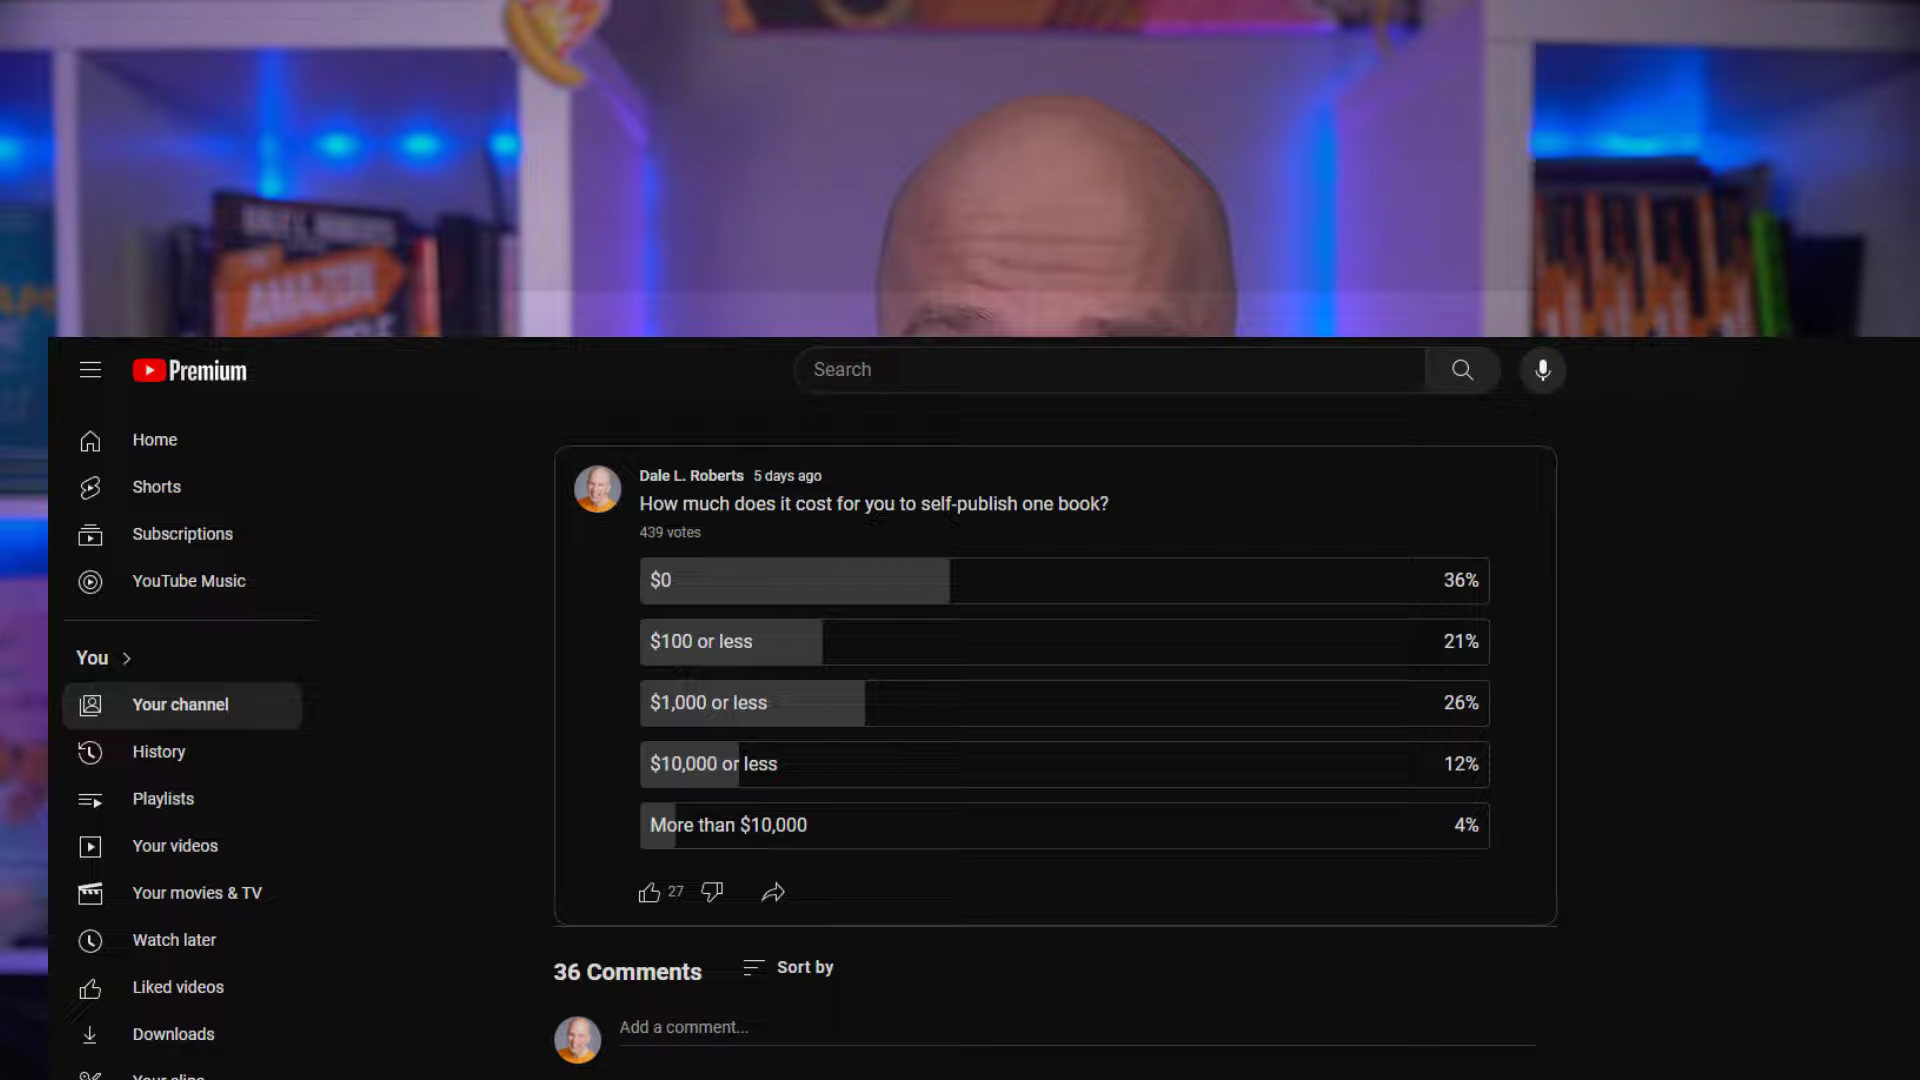 DALE L. ROBERTS
AMAZON
Premium
Search
Home
Shorts
Subscriptions
YouTube Music
You
Your channel
History
Playlists
Your videos
Your movies & TV
Watch later
Liked videos
Downloads
Dale L. Roberts 5 days ago
How much does it cost for you to self-publish one book?
439 votes
$0 36%
$100 or less 21%
$1,000 or less 26%
$10,000 or less 12%
More than $10,000 4%
27
36 Comments Sort by
Add a comment...